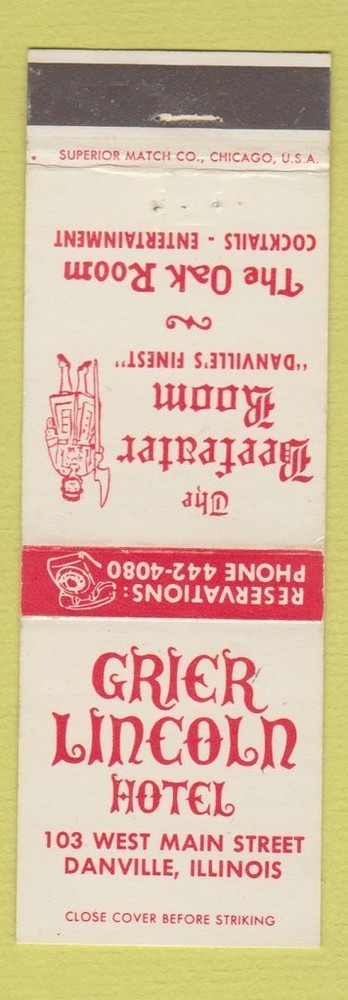 SUPERIOR MATCH CO., CHICAGO, U.S.A.
The
Beefeater
Room
"DANVILLE'S FINEST"
The Oak Room
COCKTAILS - ENTERTAINMENT
RESERVATIONS:
PHONE 442-4080
GRIER
LINCOLN
HOTEL
103 WEST MAIN STREET
DANVILLE, ILLINOIS
CLOSE COVER BEFORE STRIKING